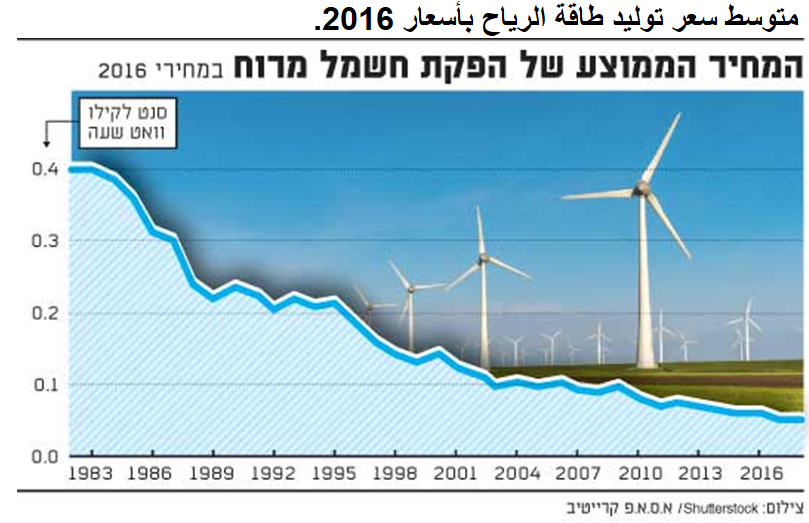 متوسط سعر توليد طاقة الرياح بأسعار 2016.
המחיר הממוצע של הפקת חשמל מרוח במחירי 2016
סנט לקילו
וואט שעה
0.4
0.3
0.2
0.1
0.0
1983 1986 1989 1992 1995 1998 2001 2004 2007 2010 2013 2016
צילום: Shutterstock/ א.ס.א.פ קרייטיב